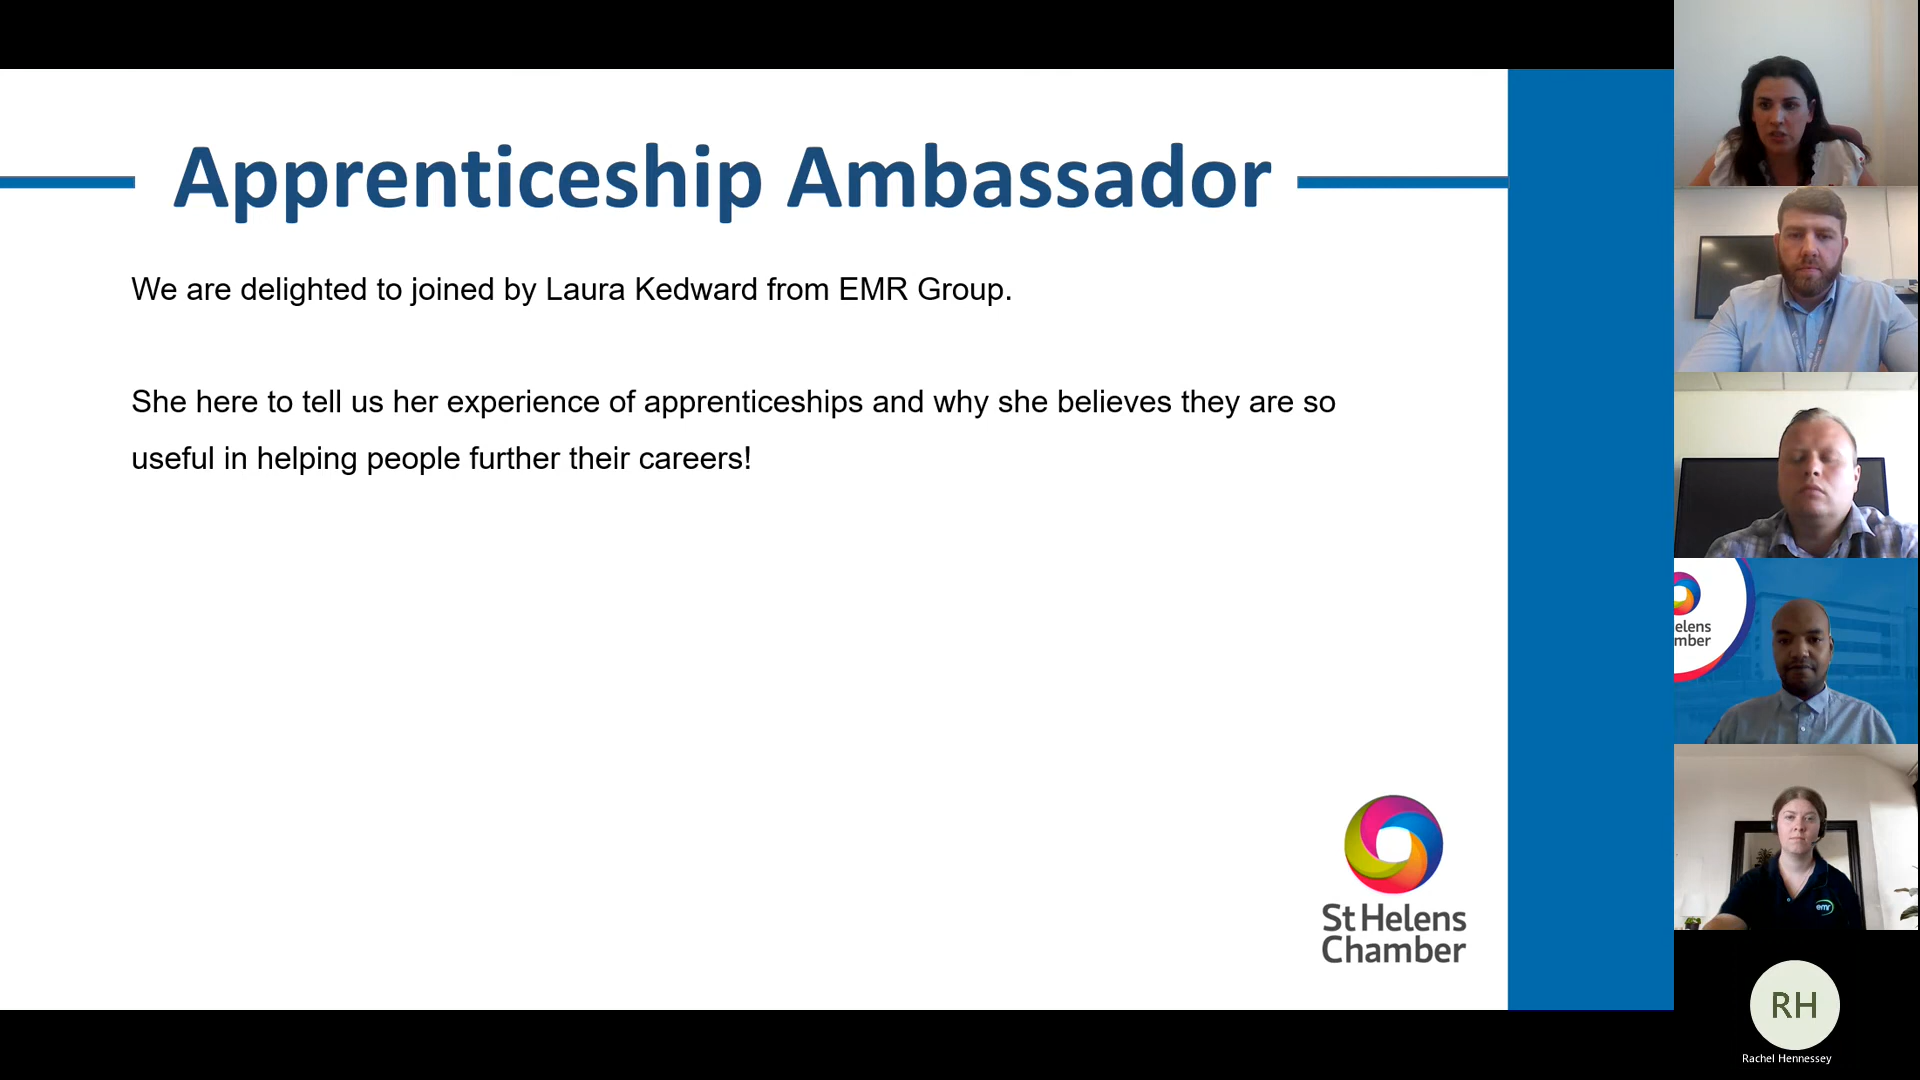 Apprenticeship Ambassador
We are delighted to joined by Laura Kedward from EMR Group.
She here to tell us her experience of apprenticeships and why she believes they are so
useful in helping people further their careers!
St Helens
Chamber
elens
mber
emr
RH
Rachel Hennessey